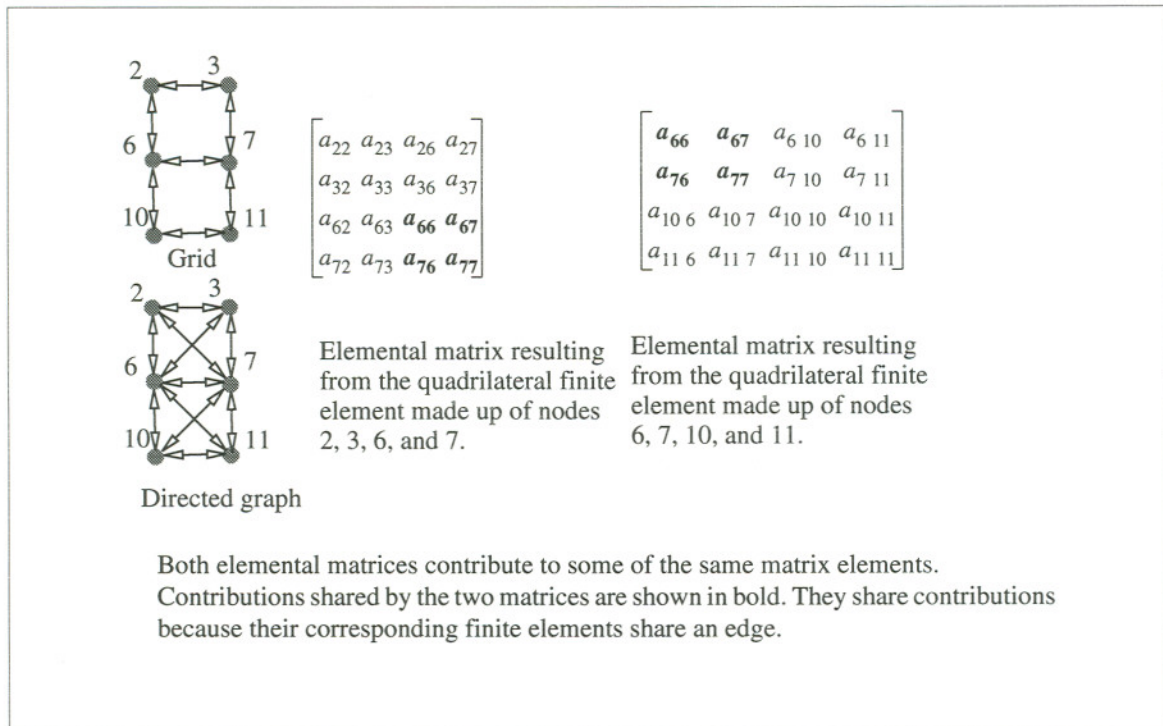 2 3
6 7
10 11
Grid
a22 a23 a26 a27
a32 a33 a36 a37
a62 a63 a66 a67
a72 a73 a76 a77
a66 a67 a6 10 a6 11
a76 a77 a7 10 a7 11
a10 6 a10 7 a10 10 a10 11
a11 6 a11 7 a11 10 a11 11
2 3
6 7
10 11
Directed graph
Elemental matrix resulting
from the quadrilateral finite
element made up of nodes
2, 3, 6, and 7.
Elemental matrix resulting
from the quadrilateral finite
element made up of nodes
6, 7, 10, and 11.
Both elemental matrices contribute to some of the same matrix elements.
Contributions shared by the two matrices are shown in bold. They share contributions
because their corresponding finite elements share an edge.